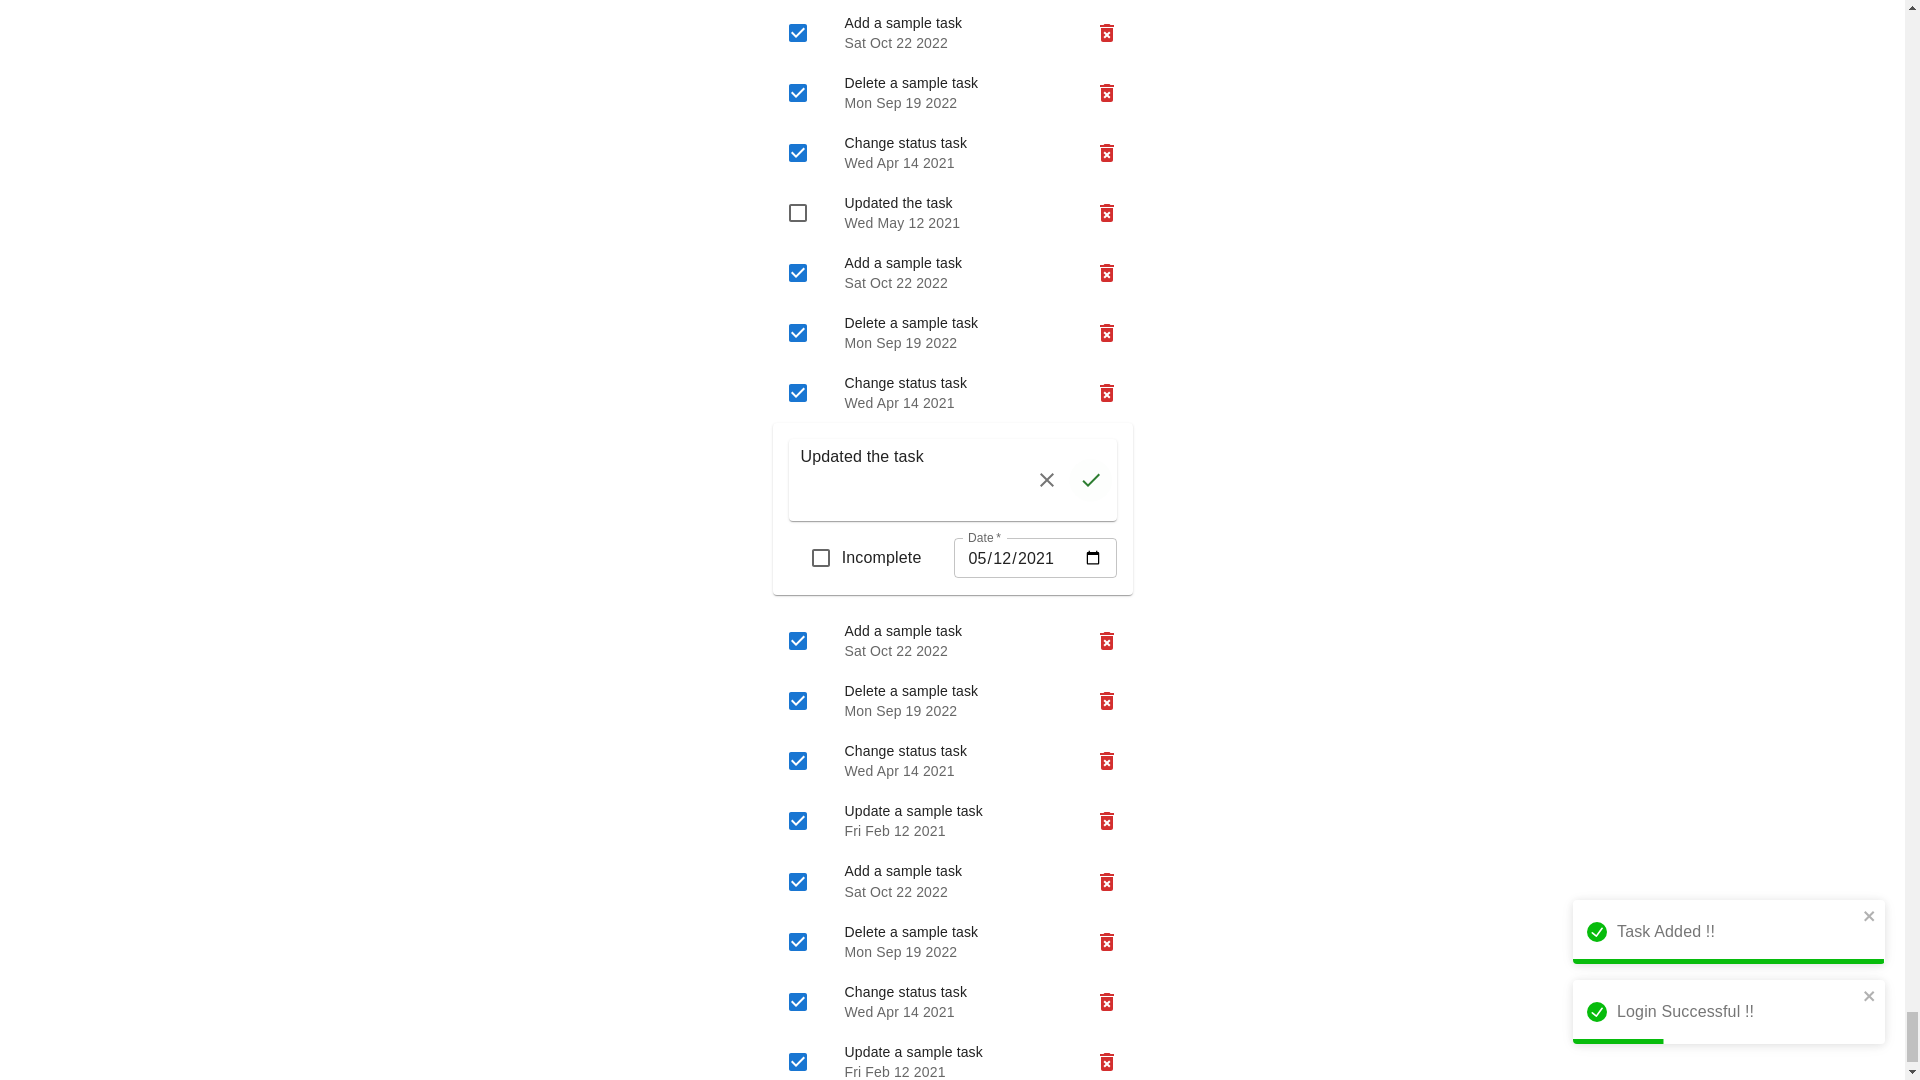 Add a sample task
Sat Oct 22 2022
Delete a sample task
Mon Sep 19 2022
Change status task
Wed Apr 14 2021
Updated the task
Wed May 12 2021
Add a sample task
Sat Oct 22 2022
Delete a sample task
Mon Sep 19 2022
Change status task
Wed Apr 14 2021
Updated the task
Date *
Incomplete
05/12/2021
Add a sample task
Sat Oct 22 2022
Delete a sample task
Mon Sep 19 2022
Change status task
Wed Apr 14 2021
Update a sample task
Fri Feb 12 2021
Add a sample task
Sat Oct 22 2022
Delete a sample task
Mon Sep 19 2022
Change status task
Wed Apr 14 2021
Update a sample task
Fri Feb 12 2021
Task Added !!
Login Successful !!